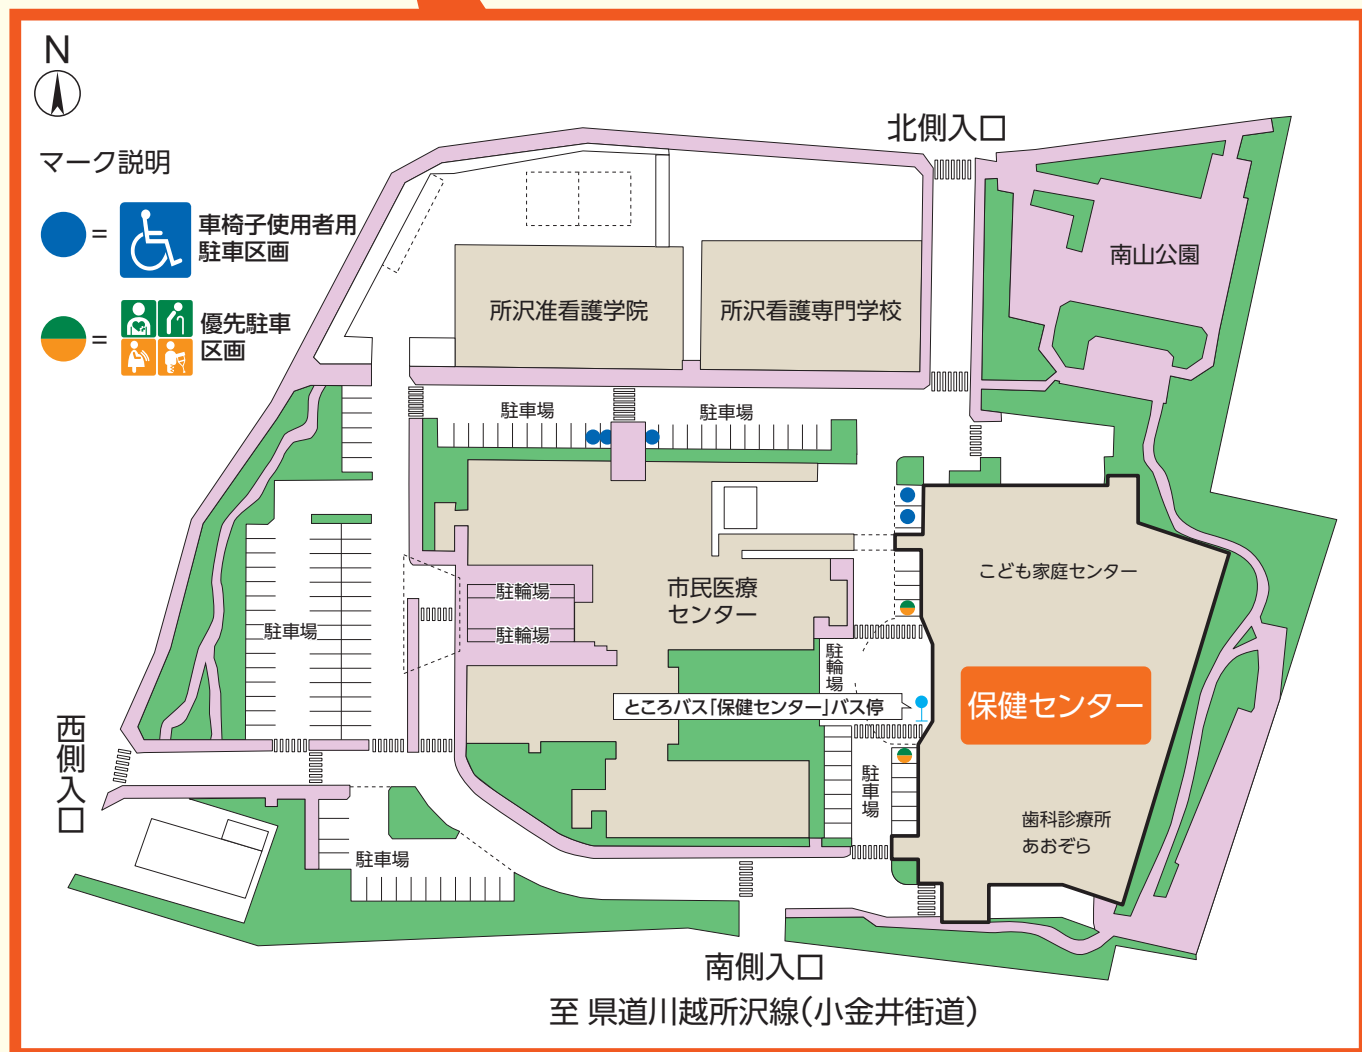 N
マーク説明
=
車椅子使用者用
駐車区画
=
優先駐車
区画
北側入口
南山公園
所沢准看護学院
所沢看護専門学校
駐車場
駐車場
こども家庭センター
市民医療
センター
駐輪場
駐輪場
駐車場
駐輪場
ところバス「保健センター」バス停
保健センター
西側入口
駐車場
歯科診療所
あおぞら
駐車場
南側入口
至 県道川越所沢線(小金井街道)